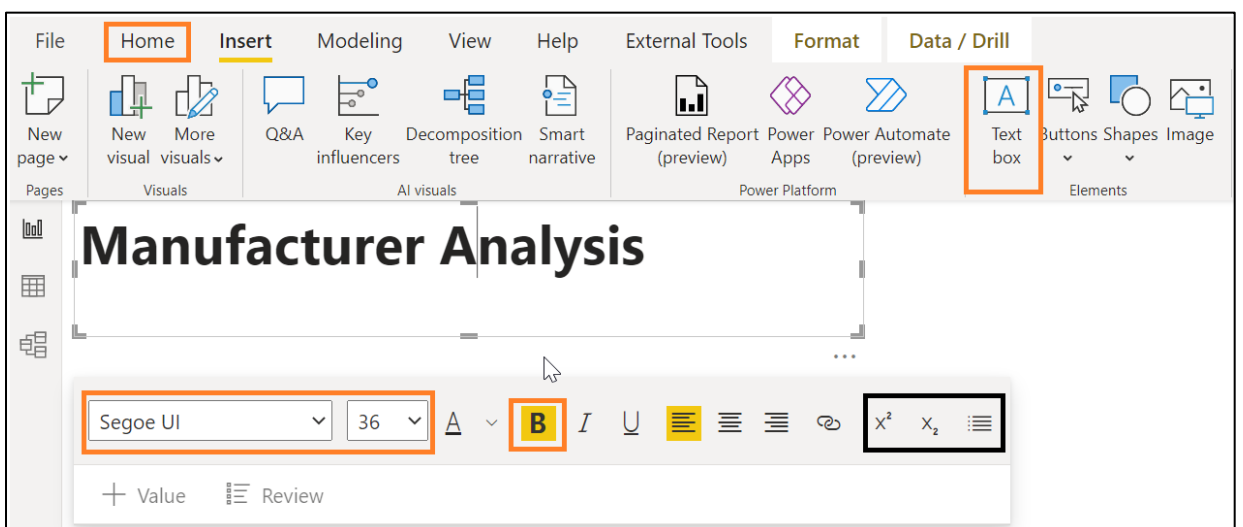 File Home Insert Modeling View Help External Tools Format Data / Drill
New page New visual More visuals Q&A Key influencers Decomposition tree Smart narrative Paginated Report (preview) Power Apps Power Automate (preview) A Text box Buttons Shapes Image
Pages Visuals AI visuals Power Platform Elements
Manufacturer Analysis
...
Segoe UI 36 A B I U x² x₂
+ Value Review